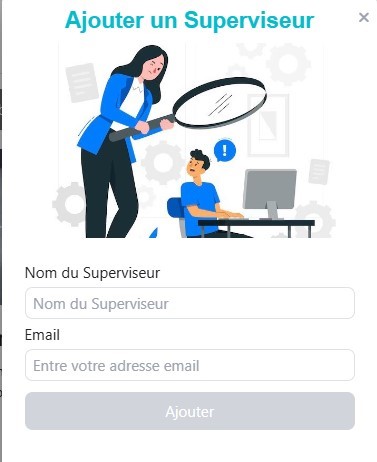 Ajouter un Superviseur
×
!
Nom du Superviseur
Nom du Superviseur
Email
Entre votre adresse email
Ajouter